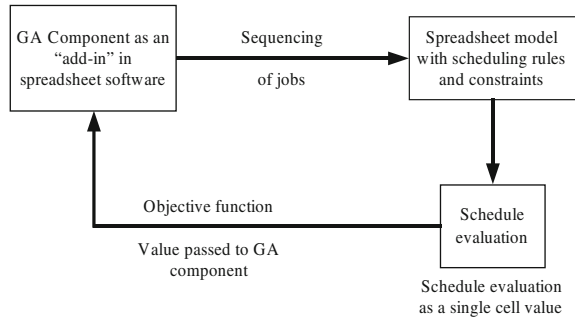 GA Component as an
“add-in” in
spreadsheet software
Sequencing
of jobs
Spreadsheet model
with scheduling rules
and constraints
Objective function
Value passed to GA
component
Schedule
evaluation
Schedule evaluation
as a single cell value